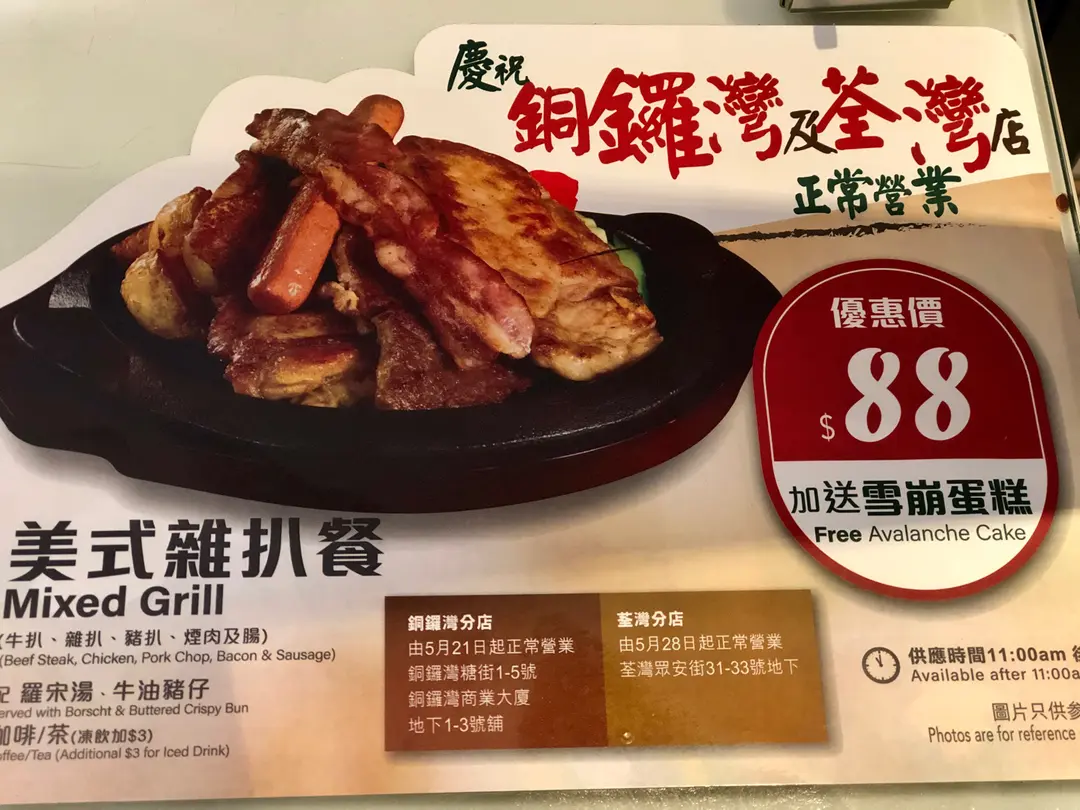 慶祝
銅鑼灣及荃灣店
正常營業
優惠價
$88
加送雪崩蛋糕
Free Avalanche Cake
美式雜扒餐
Mixed Grill
(牛扒、雜扒、豬扒、煙肉及腸)
(Beef Steak, Chicken, Pork Chop, Bacon & Sausage)
配 羅宋湯、牛油豬仔
erved with Borscht & Buttered Crispy Bun
咖啡/茶(凍飲加$3)
ffee/Tea (Additional $3 for Iced Drink)
銅鑼灣分店
由5月21日起正常營業
銅鑼灣糖街1-5號
銅鑼灣商業大廈
地下1-3號舖
荃灣分店
由5月28日起正常營業
荃灣眾安街31-33號地下
供應時間11:00am
Available after 11:00a
圖片只供參
Photos are for reference